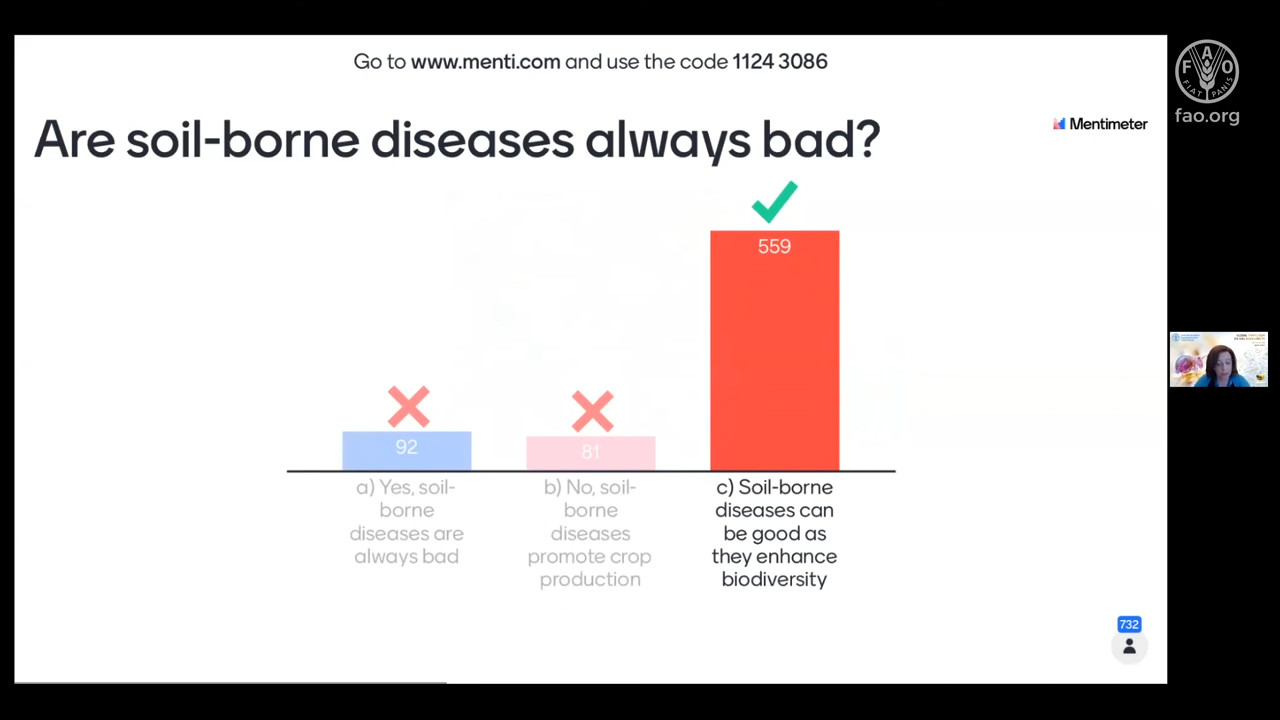 Go to www.menti.com and use the code 1124 3086
Are soil-borne diseases always bad?
Mentimeter
F A O
FIAT PANIS
fao.org
92
81
559
a) Yes, soil-
borne
diseases are
always bad
b) No, soil-
borne
diseases
promote crop
production
c) Soil-borne
diseases can
be good as
they enhance
biodiversity
732